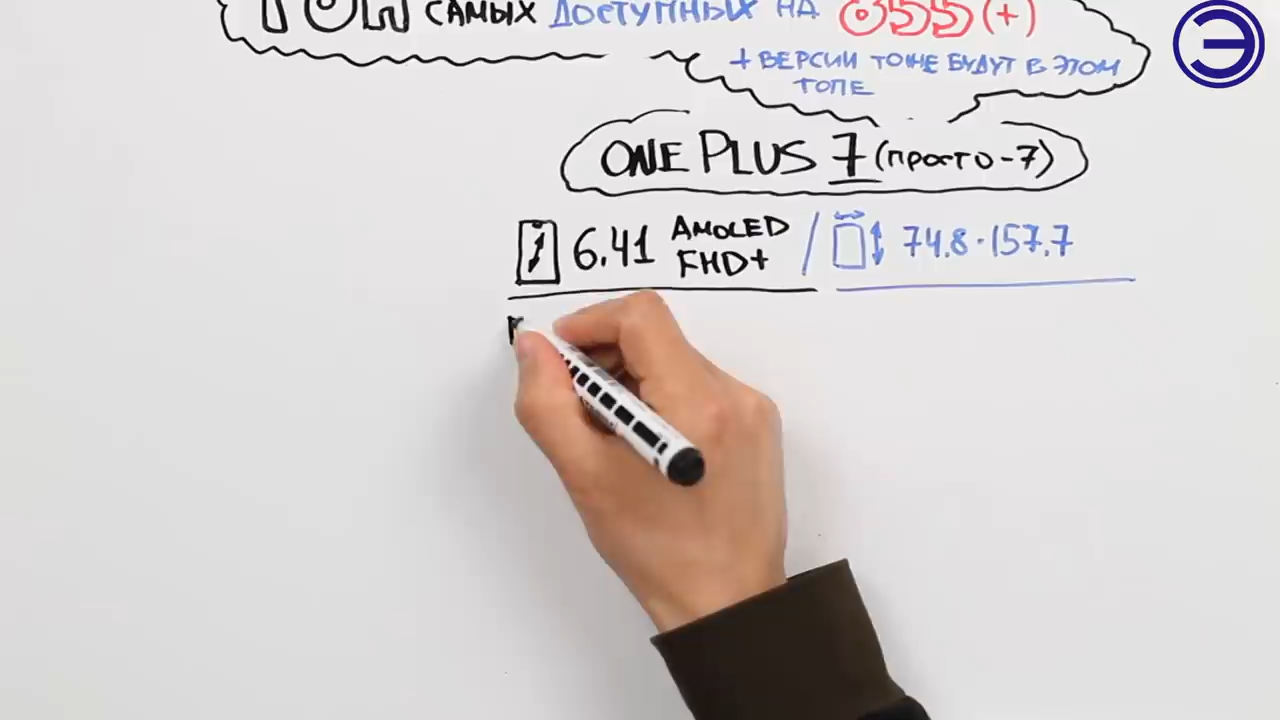 ТОП САМЫХ ДОСТУПНЫХ НА 855(+)
+ ВЕРСИИ ТОЖЕ БУДУТ В ЭТОМ
ТОПЕ
ONE PLUS 7 (просто-7)
6.41 AMOLED FHD+ / 74.8·157.7
Э